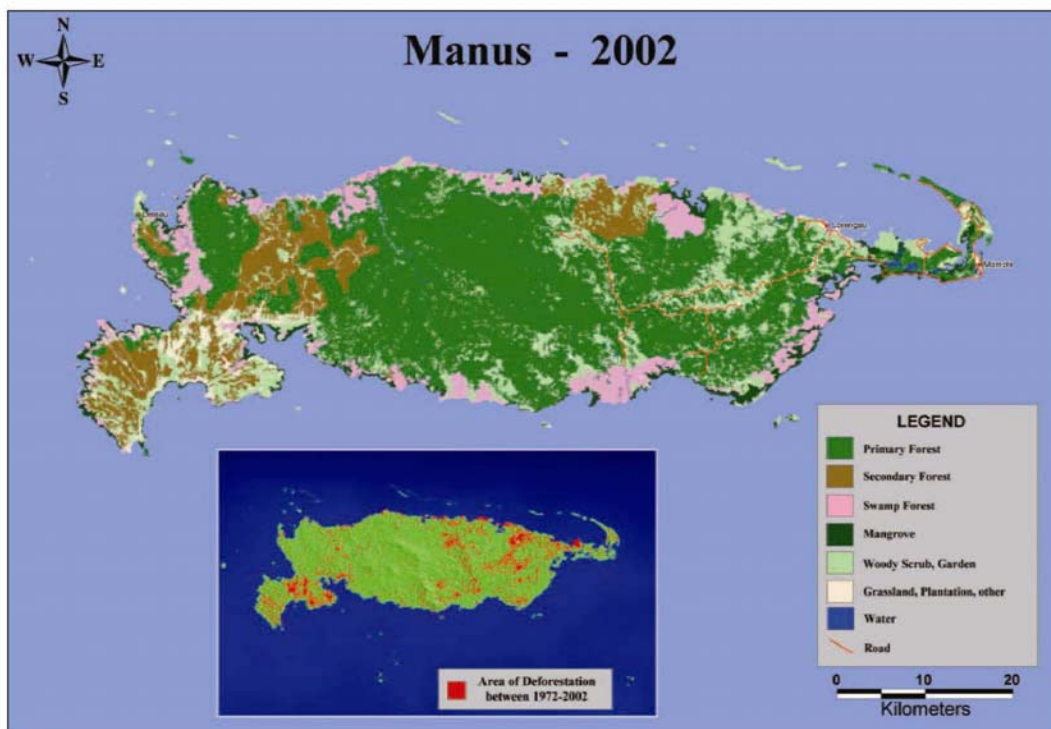 N
W E
S
Manus - 2002
Lorengau
Momote
LEGEND
Primary Forest
Secondary Forest
Swamp Forest
Mangrove
Woody Scrub, Garden
Grassland, Plantation, other
Water
Road
Area of Deforestation
between 1972-2002
0 10 20
Kilometers